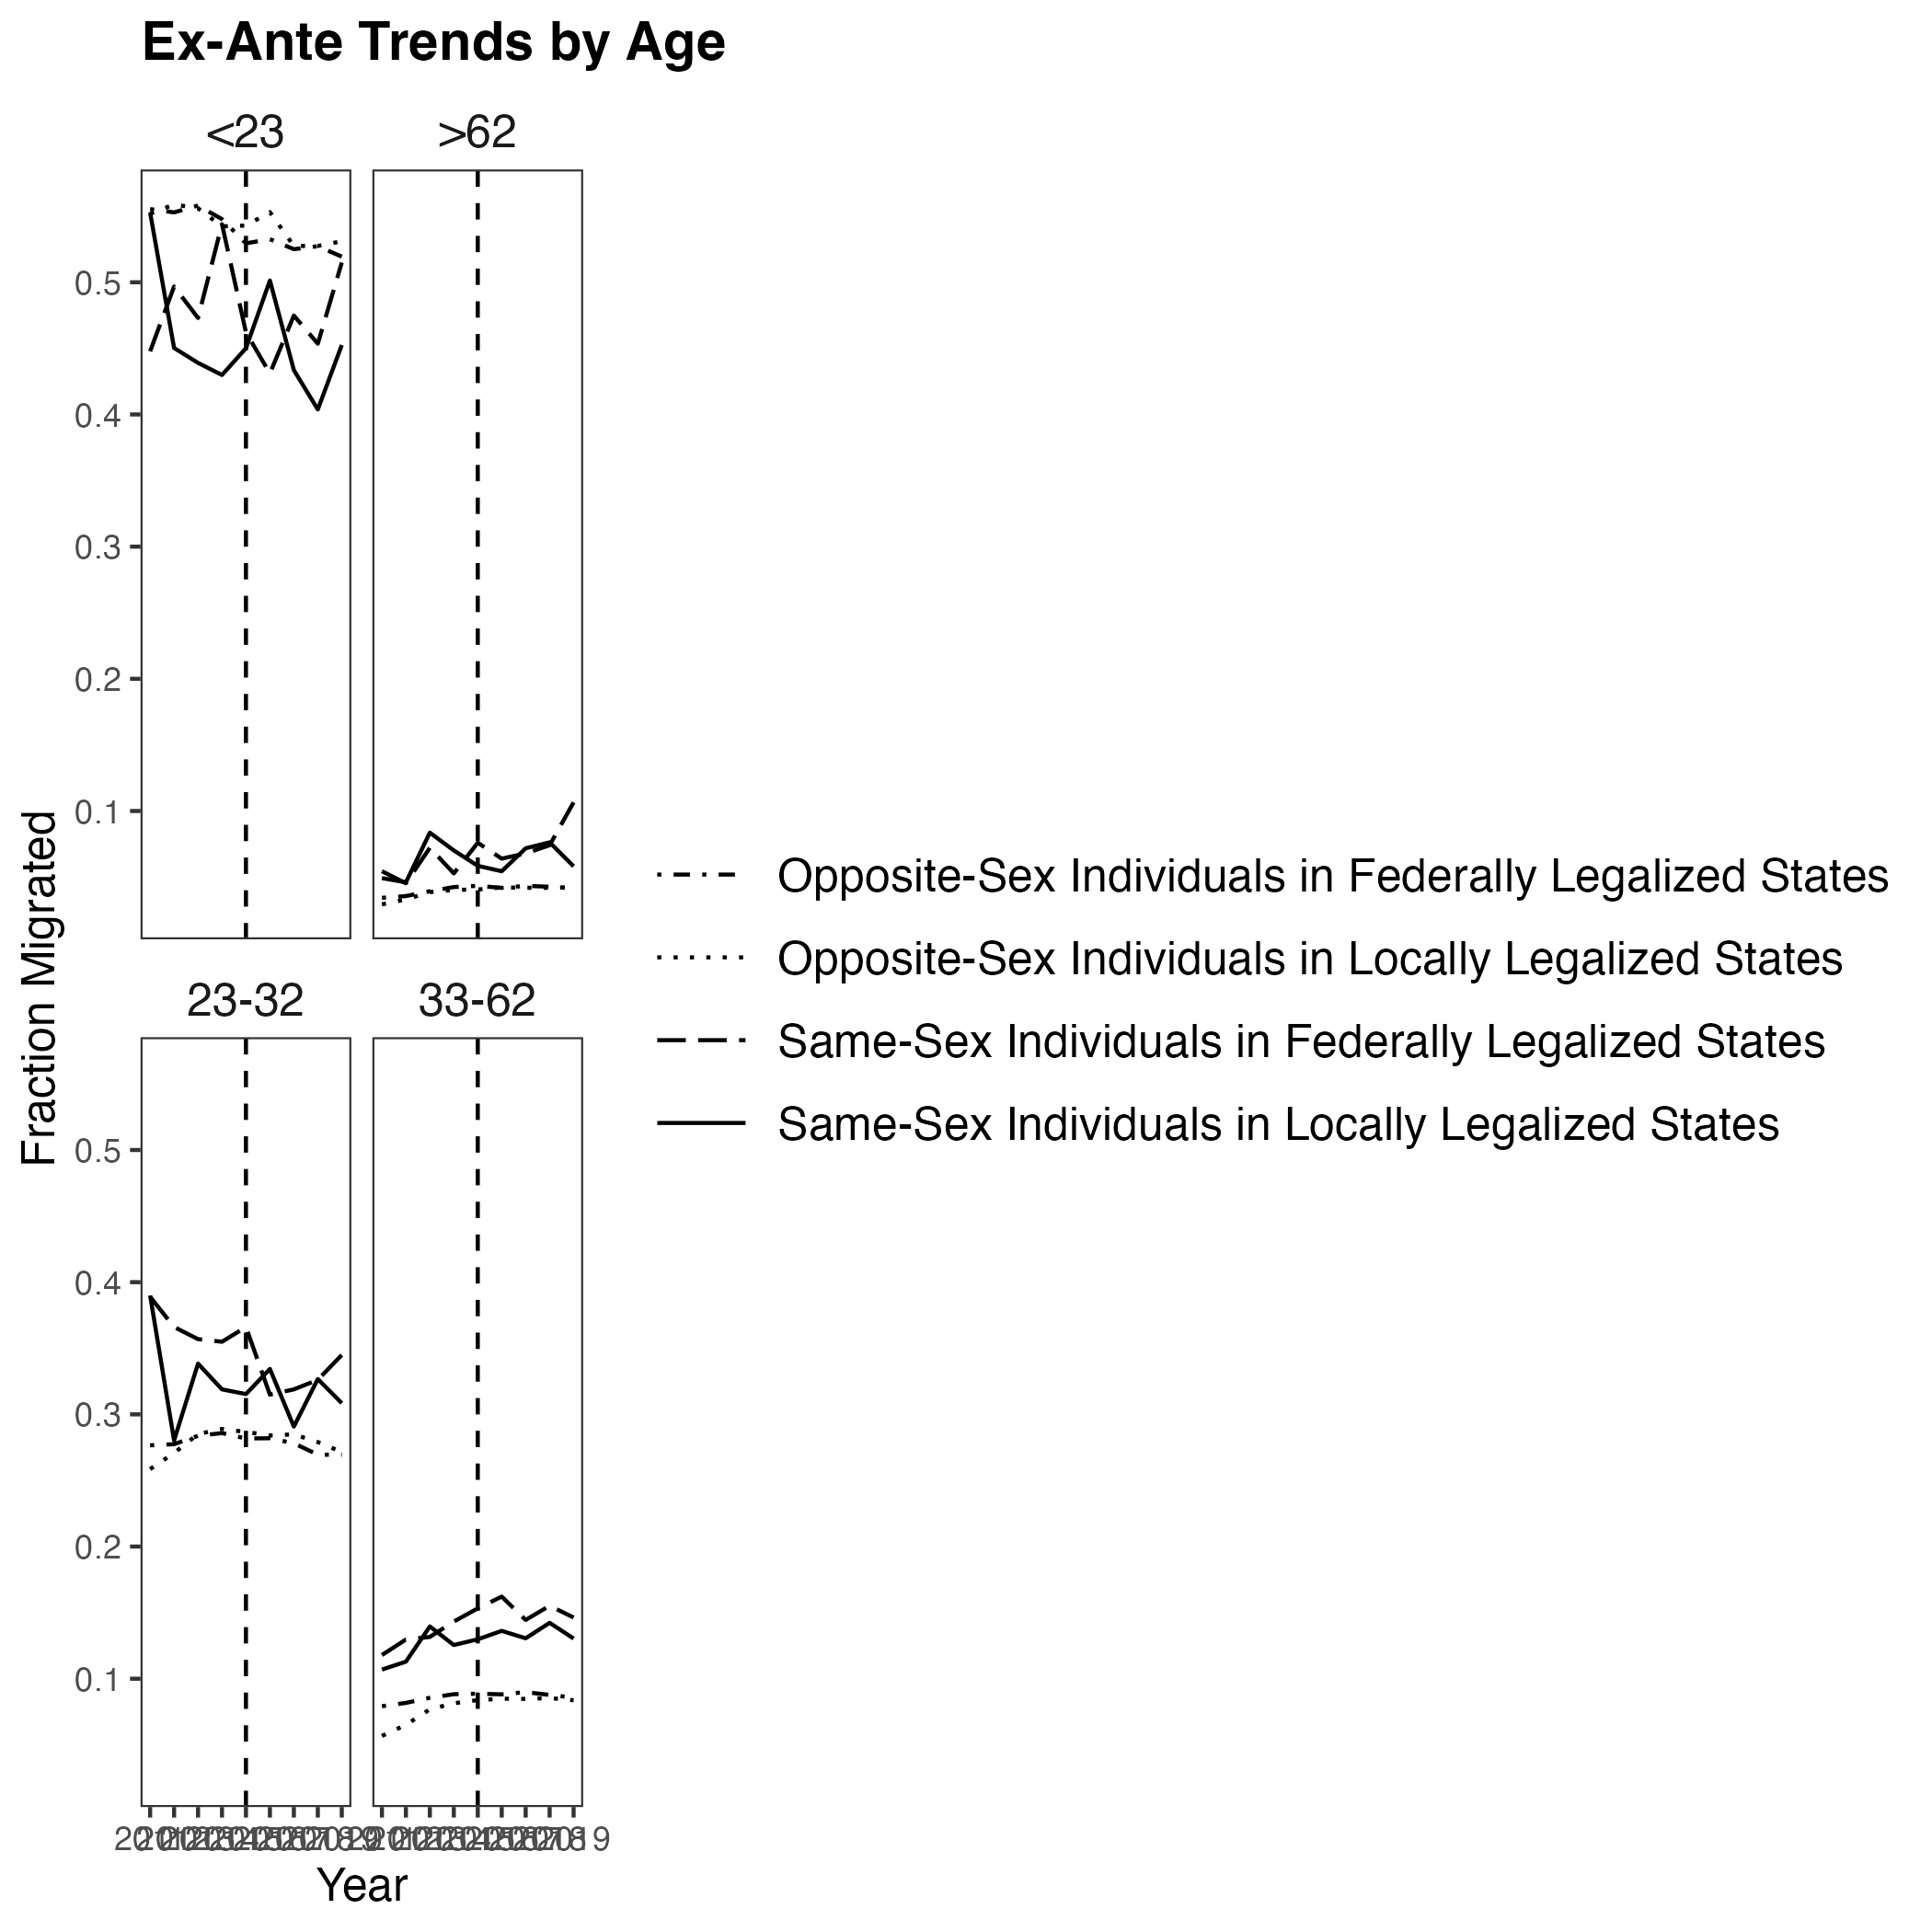 Ex-Ante Trends by Age
<23
>62
0.5
0.4
0.3
0.2
0.1
23-32
33-62
0.5
0.4
0.3
0.2
0.1
Fraction Migrated
Year
Opposite-Sex Individuals in Federally Legalized States
Opposite-Sex Individuals in Locally Legalized States
Same-Sex Individuals in Federally Legalized States
Same-Sex Individuals in Locally Legalized States